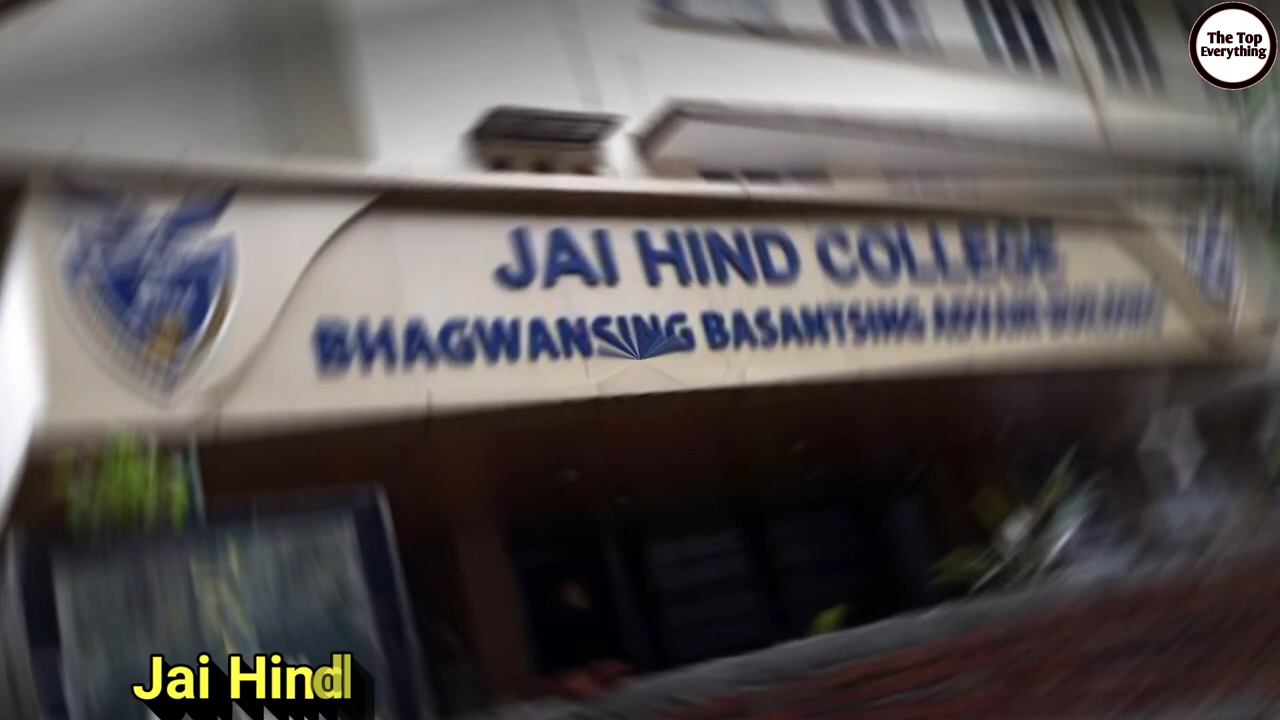 The Top
Everything
JAI HIND COLLEGE
BHAGWANSING BASANTSING
Jai Hind